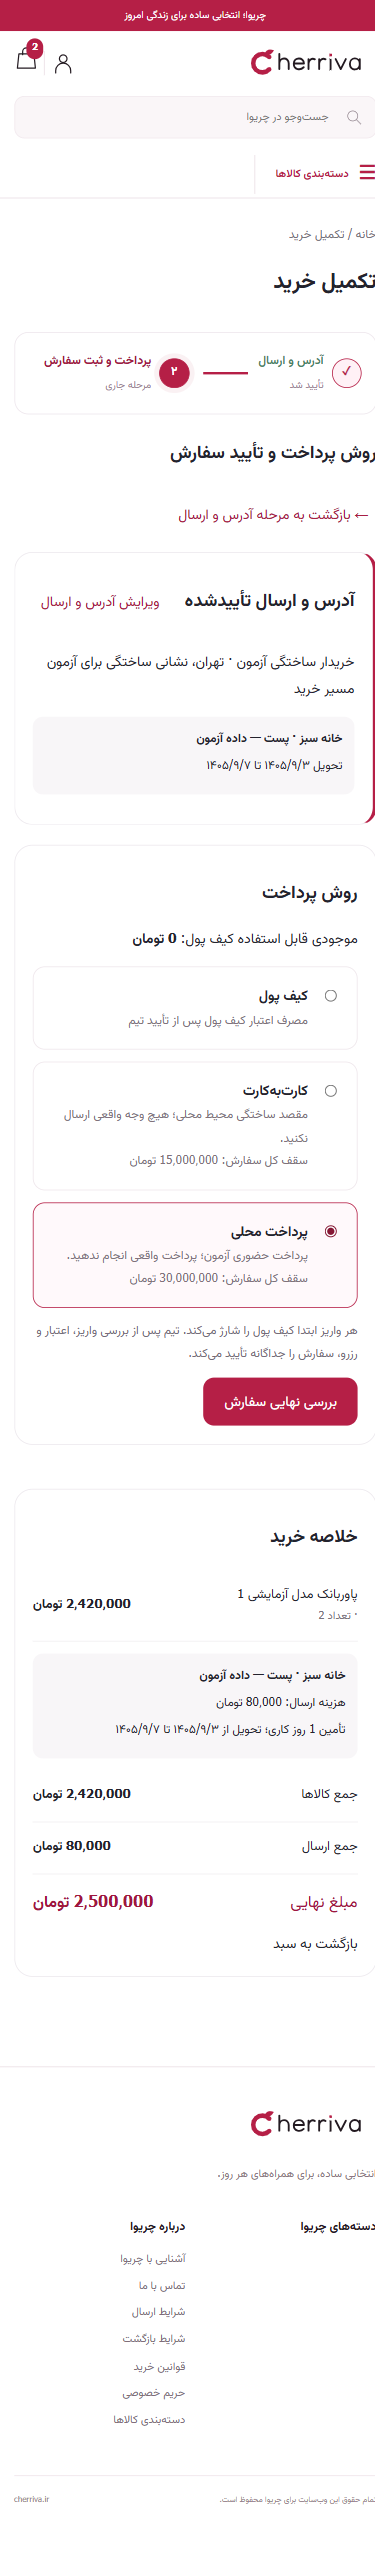 چریوا؛ انتخابی ساده برای زندگی امروز
2
Cherriva
جست‌وجو در چریوا
دسته‌بندی کالاها
خانه / تکمیل خرید
تکمیل خرید
✓
آدرس و ارسال
تأیید شد
۲
پرداخت و ثبت سفارش
مرحله جاری
روش پرداخت و تأیید سفارش
← بازگشت به مرحله آدرس و ارسال
آدرس و ارسال تأییدشده
ویرایش آدرس و ارسال
خریدار ساختگی آزمون · تهران، نشانی ساختگی برای آزمون
مسیر خرید
خانه سبز · پست — داده آزمون
تحویل ۱۴۰۵/۹/۳ تا ۱۴۰۵/۹/۷
روش پرداخت
موجودی قابل استفاده کیف پول: 0 تومان
کیف پول
مصرف اعتبار کیف پول پس از تأیید تیم
کارت‌به‌کارت
مقصد ساختگی محیط محلی؛ هیچ وجه واقعی ارسال
نکنید.
سقف کل سفارش: 15,000,000 تومان
پرداخت محلی
پرداخت حضوری آزمون؛ پرداخت واقعی انجام ندهید.
سقف کل سفارش: 30,000,000 تومان
هر واریز ابتدا کیف پول را شارژ می‌کند. تیم پس از بررسی واریز، اعتبار و
رزرو، سفارش را جداگانه تأیید می‌کند.
بررسی نهایی سفارش
خلاصه خرید
پاوربانک مدل آزمایشی 1
· تعداد 2
2,420,000 تومان
خانه سبز · پست — داده آزمون
هزینه ارسال: 80,000 تومان
تأمین 1 روز کاری؛ تحویل از ۱۴۰۵/۹/۳ تا ۱۴۰۵/۹/۷
جمع کالاها
2,420,000 تومان
جمع ارسال
80,000 تومان
مبلغ نهایی
2,500,000 تومان
بازگشت به سبد
Cherriva
انتخابی ساده، برای همراه‌های هر روز.
دسته‌های چریوا
درباره چریوا
آشنایی با چریوا
تماس با ما
شرایط ارسال
شرایط بازگشت
قوانین خرید
حریم خصوصی
دسته‌بندی کالاها
تمام حقوق این وب‌سایت برای چریوا محفوظ است.
cherriva.ir